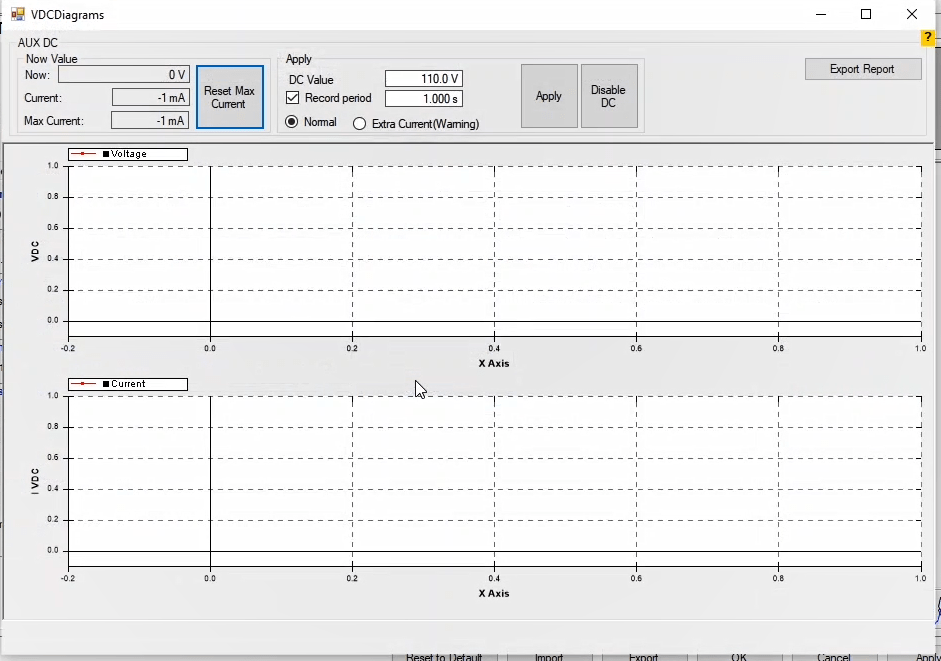 VDCDiagrams
?
AUX DC
Now Value
Now: 0 V
Current: -1 mA
Max Current: -1 mA
Reset Max
Current
Apply
DC Value 110.0 V
Record period 1.000 s
Normal
Extra Current(Warning)
Apply
Disable
DC
Export Report
Voltage
1.0
0.8
0.6
0.4
0.2
0.0
VDC
-0.2 0.0 0.2 0.4 0.6 0.8 1.0
X Axis
Current
1.0
0.8
0.6
0.4
0.2
0.0
I VDC
-0.2 0.0 0.2 0.4 0.6 0.8 1.0
X Axis
Reset to Default Import Export OK Cancel Apply